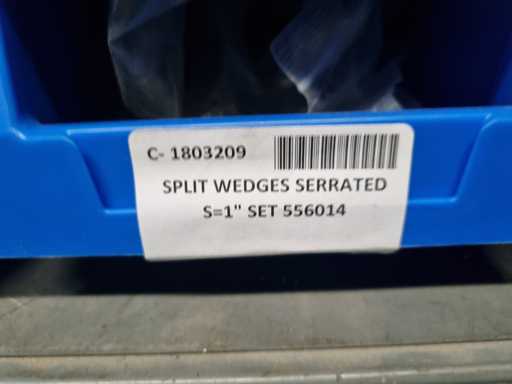 C- 1803209
SPLIT WEDGES SERRATED
S=1" SET 556014